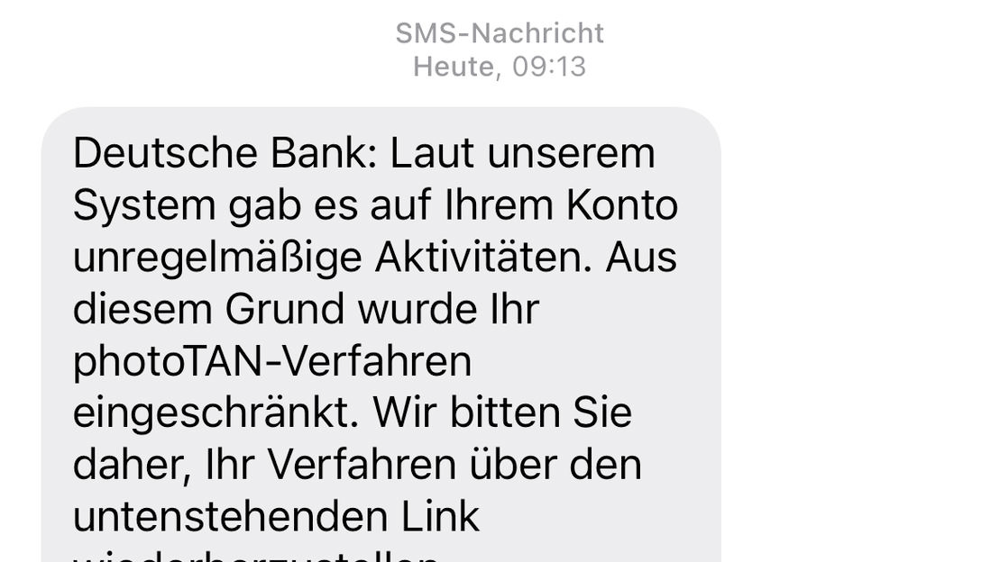 SMS-Nachricht
Heute, 09:13
Deutsche Bank: Laut unserem
System gab es auf Ihrem Konto
unregelmäßige Aktivitäten. Aus
diesem Grund wurde Ihr
photoTAN-Verfahren
eingeschränkt. Wir bitten Sie
daher, Ihr Verfahren über den
untenstehenden Link
wiederherzustellen